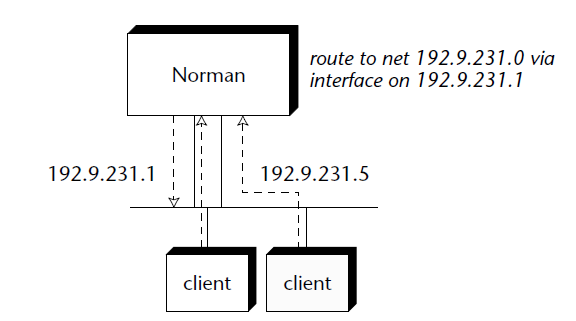 route to net 192.9.231.0 via
Norman
interface on 192.9.231.1
192.9.231.1
192.9.231.5
client
client